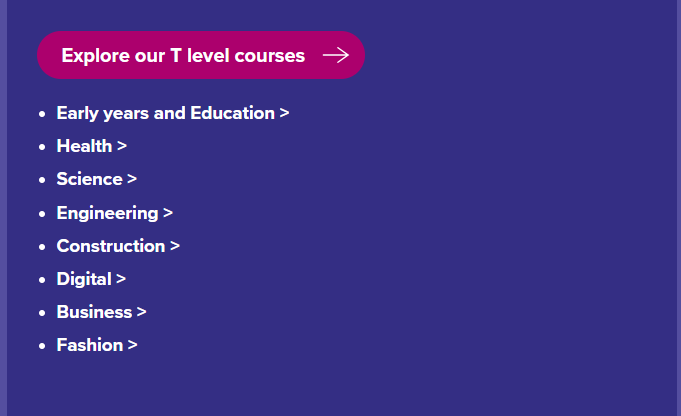 Explore our T level courses →
• Early years and Education >
• Health >
• Science >
• Engineering >
• Construction >
• Digital >
• Business >
• Fashion >